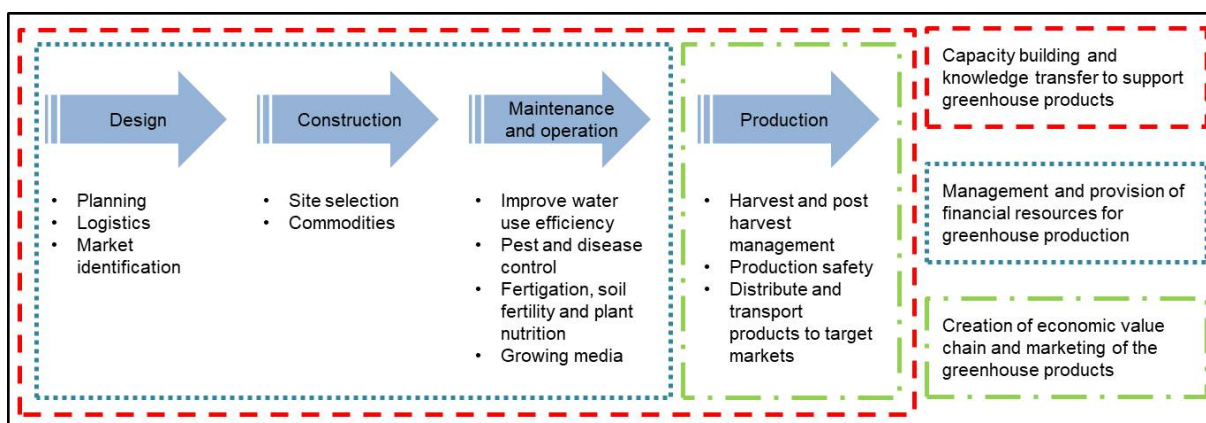 Design
• Planning
• Logistics
• Market
identification
Construction
• Site selection
• Commodities
Maintenance
and operation
• Improve water
use efficiency
• Pest and disease
control
• Fertigation, soil
fertility and plant
nutrition
• Growing media
Production
• Harvest and post
harvest
management
• Production safety
• Distribute and
transport
products to target
markets
Capacity building and
knowledge transfer to support
greenhouse products
Management and provision of
financial resources for
greenhouse production
Creation of economic value
chain and marketing of the
greenhouse products